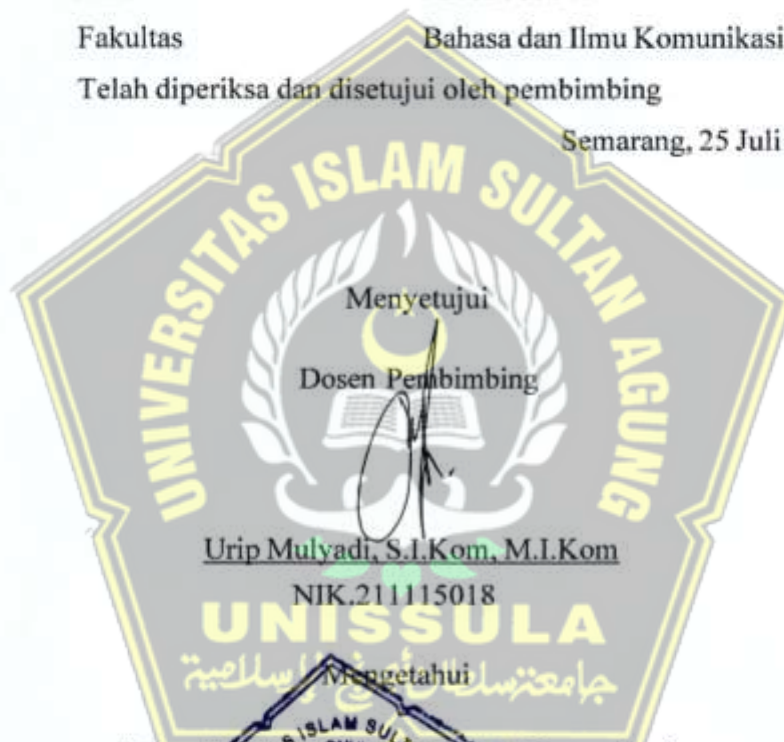 Fakultas Bahasa dan Ilmu Komunikasi
Telah diperiksa dan disetujui oleh pembimbing
Semarang, 25 Juli
UNIVERSITAS ISLAM SULTAN AGUNG
Menyetujui
Dosen Pembimbing
Urip Mulyadi, S.I.Kom, M.I.Kom
NIK.211115018
UNISSULA
جامعة سلطان أجونج الإسلامية
Mengetahui
ISLAM